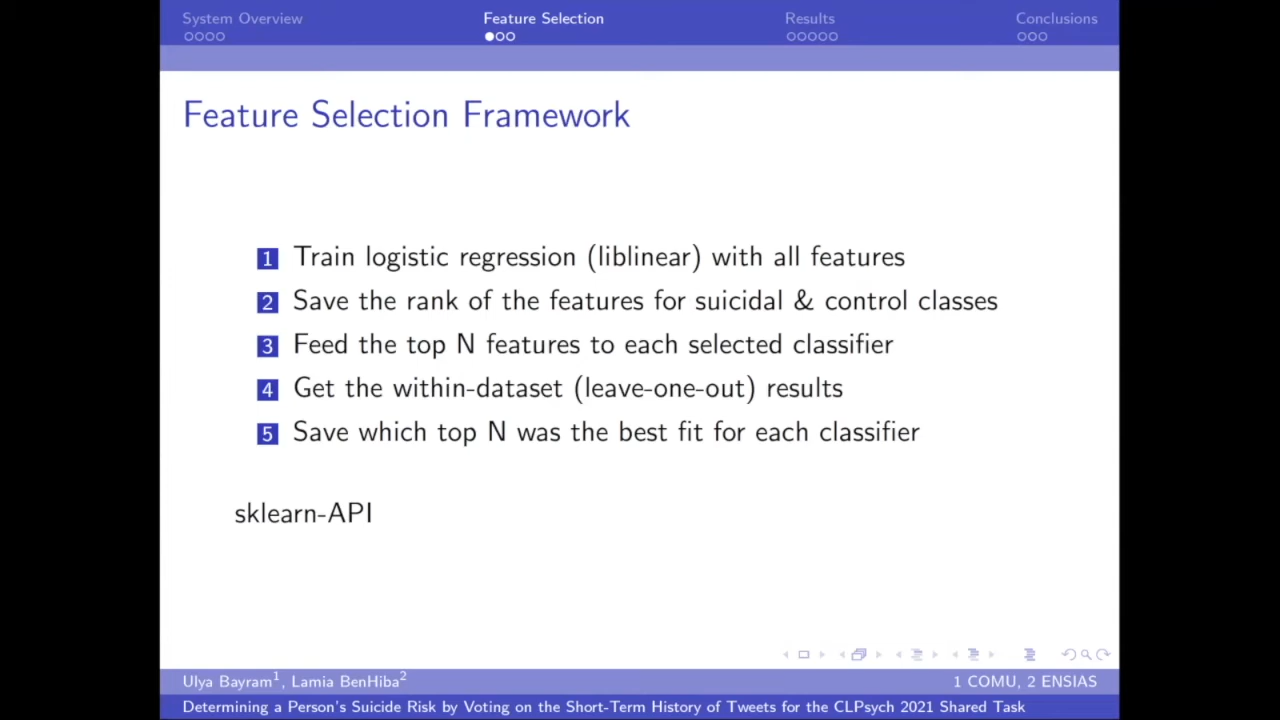 System Overview Feature Selection Results Conclusions
Feature Selection Framework
1 Train logistic regression (liblinear) with all features
2 Save the rank of the features for suicidal & control classes
3 Feed the top N features to each selected classifier
4 Get the within-dataset (leave-one-out) results
5 Save which top N was the best fit for each classifier
sklearn-API
Ulya Bayram1, Lamia BenHiba2 1 COMU, 2 ENSIAS
Determining a Person's Suicide Risk by Voting on the Short-Term History of Tweets for the CLPsych 2021 Shared Task